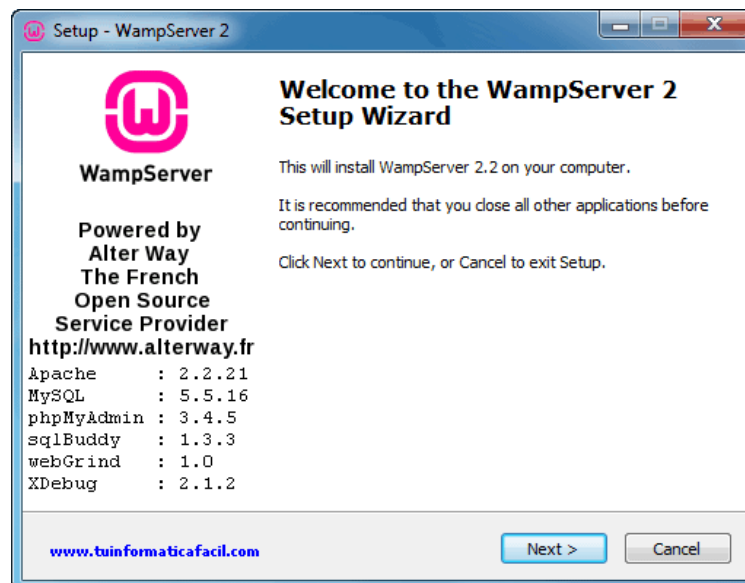 Setup - WampServer 2
WampServer
Powered by
Alter Way
The French
Open Source
Service Provider
http://www.alterway.fr
Apache : 2.2.21
MySQL : 5.5.16
phpMyAdmin : 3.4.5
sqlBuddy : 1.3.3
webGrind : 1.0
XDebug : 2.1.2
Welcome to the WampServer 2
Setup Wizard
This will install WampServer 2.2 on your computer.
It is recommended that you close all other applications before
continuing.
Click Next to continue, or Cancel to exit Setup.
www.tuinformaticafacil.com
Next >
Cancel